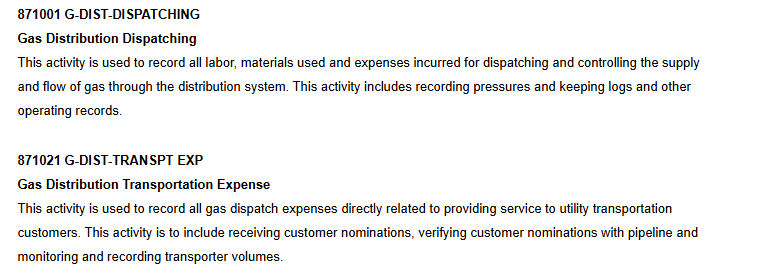 871001 G-DIST-DISPATCHING
Gas Distribution Dispatching
This activity is used to record all labor, materials used and expenses incurred for dispatching and controlling the supply
and flow of gas through the distribution system. This activity includes recording pressures and keeping logs and other
operating records.
871021 G-DIST-TRANSPT EXP
Gas Distribution Transportation Expense
This activity is used to record all gas dispatch expenses directly related to providing service to utility transportation
customers. This activity is to include receiving customer nominations, verifying customer nominations with pipeline and
monitoring and recording transporter volumes.